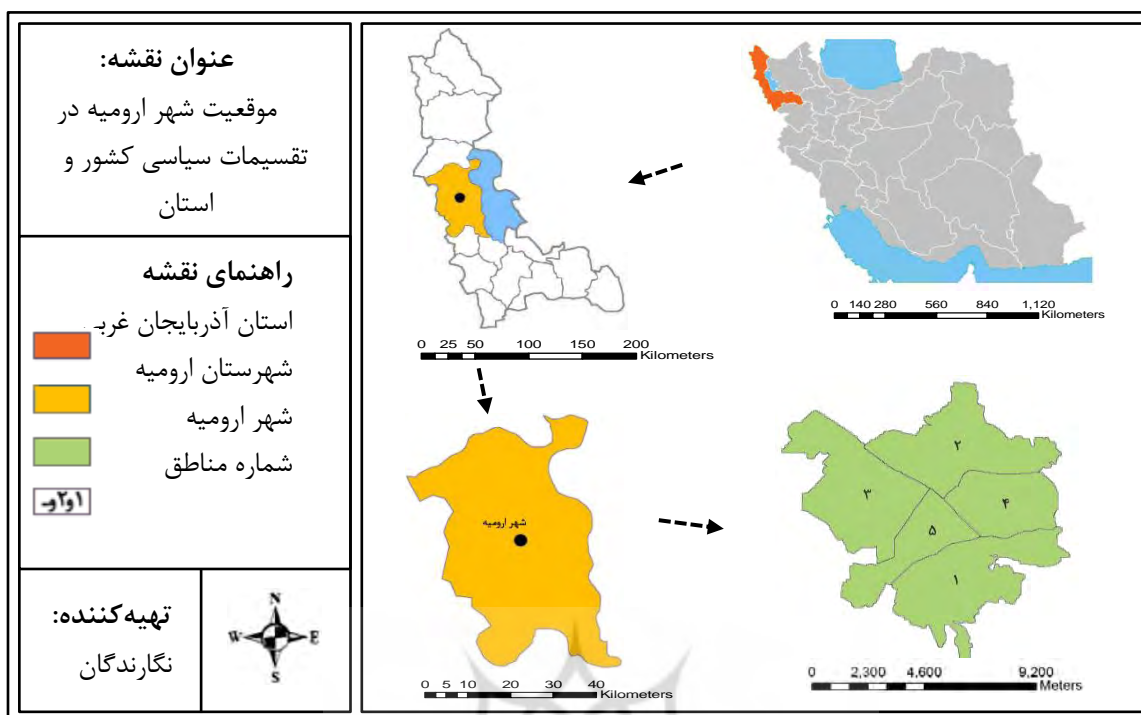 عنوان نقشه:
موقعیت شهر ارومیه در
تقسیمات سیاسی کشور و
استان
راهنمای نقشه
استان آذربایجان غربـ
شهرستان ارومیه
شهر ارومیه
شماره مناطق
۱و۲وـ
تهیه‌کننده:
نگارندگان
N
W E
S
0 25 50 100 150 200
Kilometers
0 140 280 560 840 1,120
Kilometers
شهر ارومیه
0 5 10 20 30 40
Kilometers
۲
۳
۴
۵
۱
0 2,300 4,600 9,200
Meters